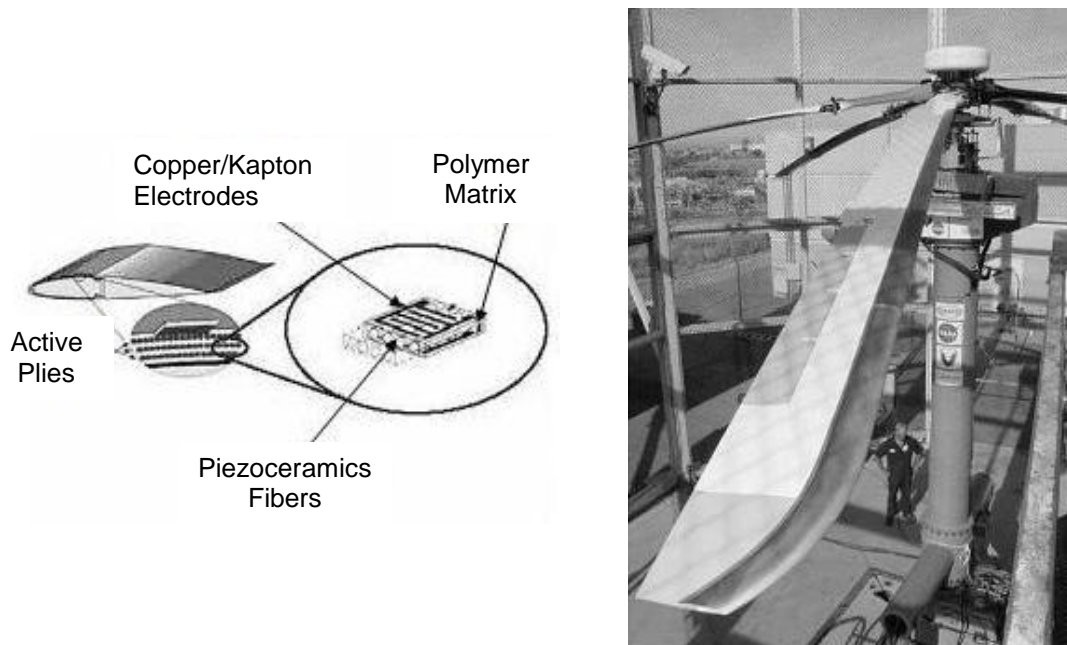 Copper/Kapton
Electrodes
Polymer
Matrix
Active
Plies
Piezoceramics
Fibers